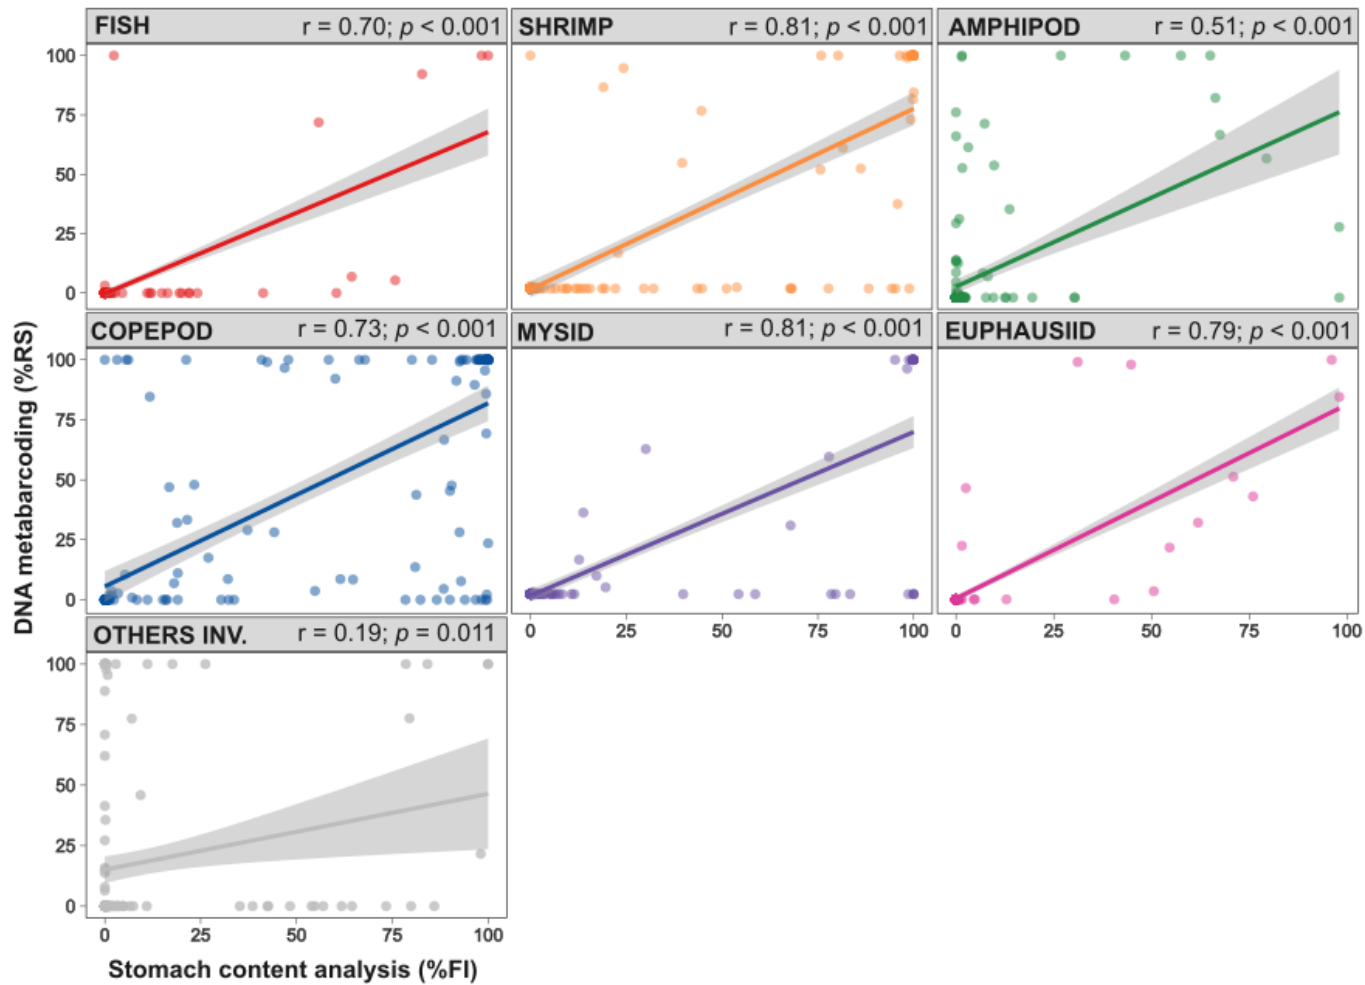 FISH r = 0.70; p < 0.001
SHRIMP r = 0.81; p < 0.001
AMPHIPOD r = 0.51; p < 0.001
100
75
50
25
0
COPEPOD r = 0.73; p < 0.001
MYSID r = 0.81; p < 0.001
EUPHAUSIID r = 0.79; p < 0.001
100
75
50
25
0
0 25 50 75 100
0 25 50 75 100
OTHERS INV. r = 0.19; p = 0.011
100
75
50
25
0
0 25 50 75 100
DNA metabarcoding (%RS)
Stomach content analysis (%FI)